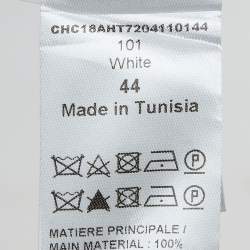 CHC18AHT7204110144
101
White
44
Made in Tunisia
P
P
MATIERE PRINCIPALE /
MAIN MATERIAL : 100%